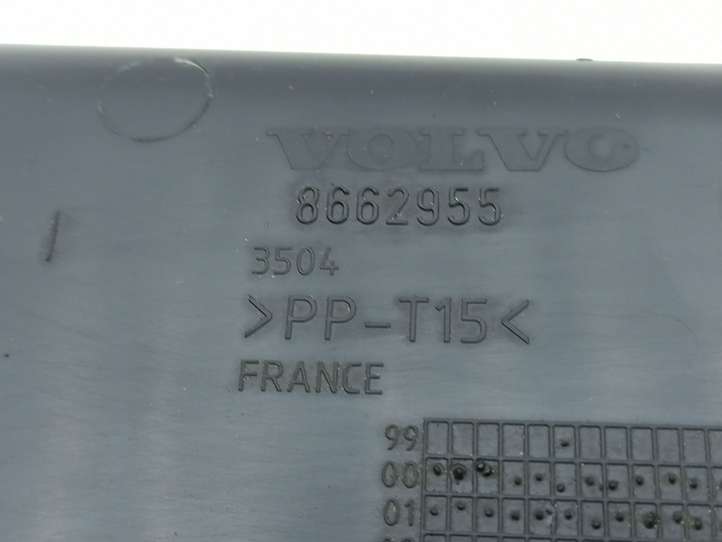 VOLVO
8662955
3504
>PP-T15<
FRANCE
99
00
01